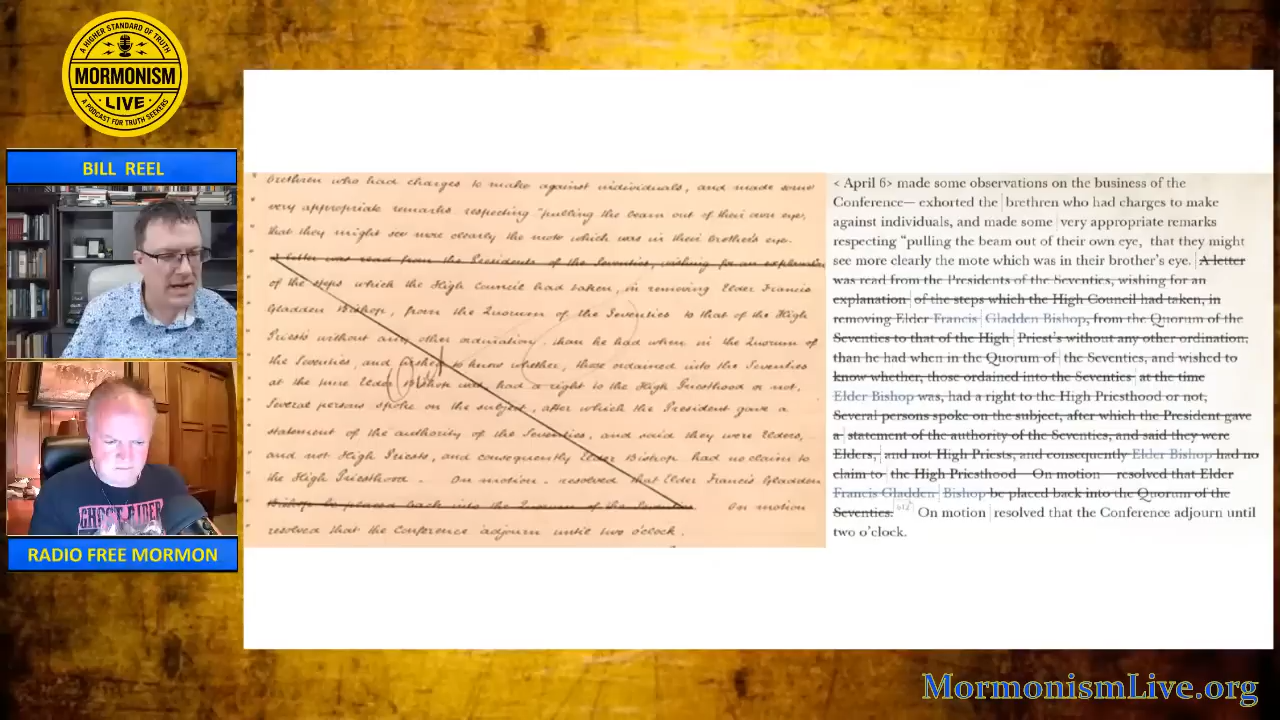 A HIGHER STANDARD OF TRUTH
MORMONISM
LIVE
A PODCAST FOR TRUTH SEEKERS
BILL REEL
RADIO FREE MORMON
GHOST RIDER
brethren who had charges to make against individuals, and made some
very appropriate remarks respecting "pulling the beam out of their own eye,
that they might see more clearly the mote which was in their brother's eye.
A letter was read from the Presidents of the Seventies, wishing for an explanation
of the steps which the High Council had taken, in removing Elder Francis
Gladden Bishop, from the Quorum of the Seventies to that of the High
Priests without any other ordination, than he had when in the Quorum of
the Seventies, and wished to know whether, those ordained into the Seventies
at the time Elder Bishop was, had a right to the High Priesthood or not,
Several persons spoke on the subject, after which the President gave a
statement of the authority of the Seventies, and said they were Elders,
and not High Priests, and consequently Elder Bishop had no claim to
the High Priesthood. On motion. resolved that Elder Francis Gladden
Bishop be placed back into the Quorum of the Seventies. On motion
resolved that the Conference adjourn until two o'clock.
< April 6> made some observations on the business of the
Conference— exhorted the | brethren who had charges to make
against individuals, and made some | very appropriate remarks
respecting “pulling the beam out of their own eye, that they might
see more clearly the mote which was in their brother’s eye. | A letter
was read from the Presidents of the Seventies, wishing for an
explanation | of the steps which the High Council had taken, in
removing Elder Francis | Gladden Bishop, from the Quorum of the
Seventies to that of the High | Priest’s without any other ordination,
than he had when in the Quorum of | the Seventies, and wished to
know whether, those ordained into the Seventies | at the time
Elder Bishop was, had a right to the High Priesthood or not,
Several persons spoke on the subject, after which the President gave
a | statement of the authority of the Seventies, and said they were
Elders, | and not High Priests, and consequently Elder Bishop had no
claim to | the High Priesthood— On motion— resolved that Elder
Francis Gladden | Bishop be placed back into the Quorum of the
Seventies. On motion | resolved that the Conference adjourn until
two o’clock.
MormonismLive.org